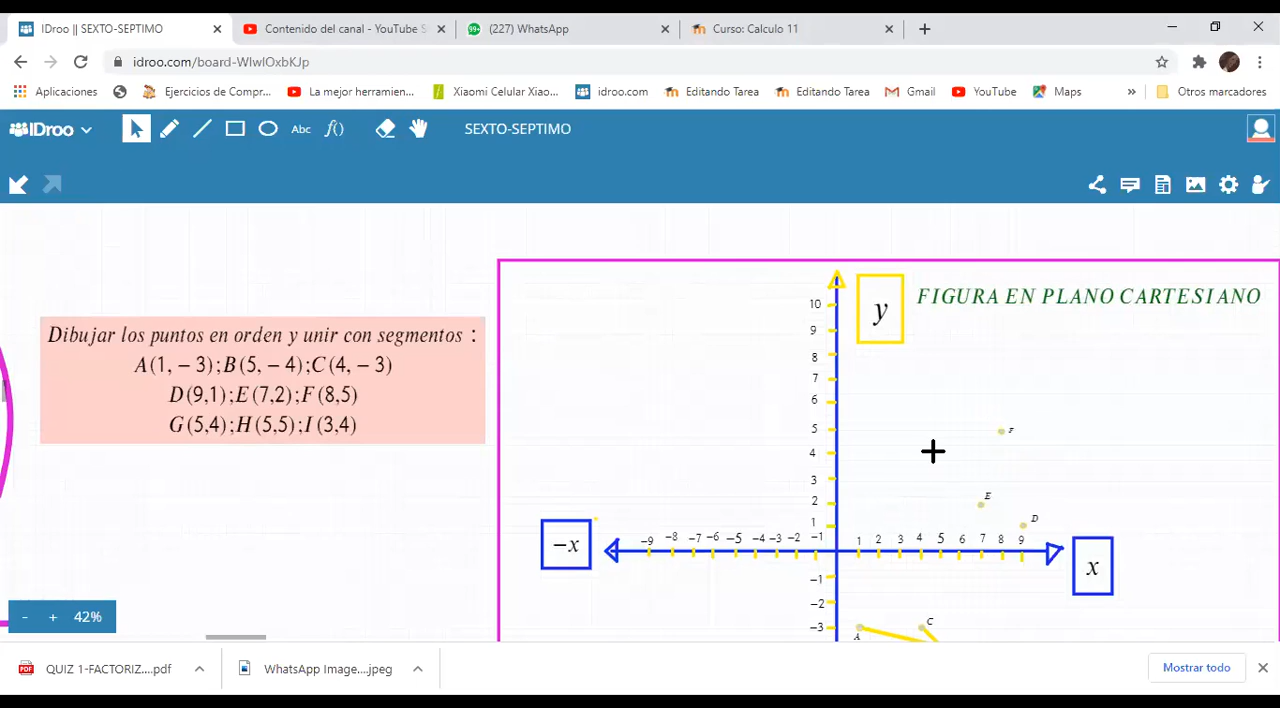 IDroo || SEXTO-SEPTIMO
Contenido del canal - YouTube S
99+ (227) WhatsApp
Curso: Calculo 11
idroo.com/board-WlwlOxbKJp
Aplicaciones
Ejercicios de Compr...
La mejor herramien...
Xiaomi Celular Xiao...
idroo.com
Editando Tarea
Editando Tarea
Gmail
YouTube
Maps
»
Otros marcadores
IDroo
Abc
f()
SEXTO-SEPTIMO
Dibujar los puntos en orden y unir con segmentos :
A(1, − 3);B(5, − 4);C(4, − 3)
D(9,1);E(7,2);F(8,5)
G(5,4);H(5,5);I(3,4)
y
FIGURA EN PLANO CARTESIANO
10
9
8
7
6
5
F
4
3
2
E
1
D
−x
−9 −8 −7 −6 −5 −4 −3 −2 −1 1 2 3 4 5 6 7 8 9
x
−1
−2
−3
A
C
- + 42%
QUIZ 1-FACTORIZ....pdf
WhatsApp Image....jpeg
Mostrar todo